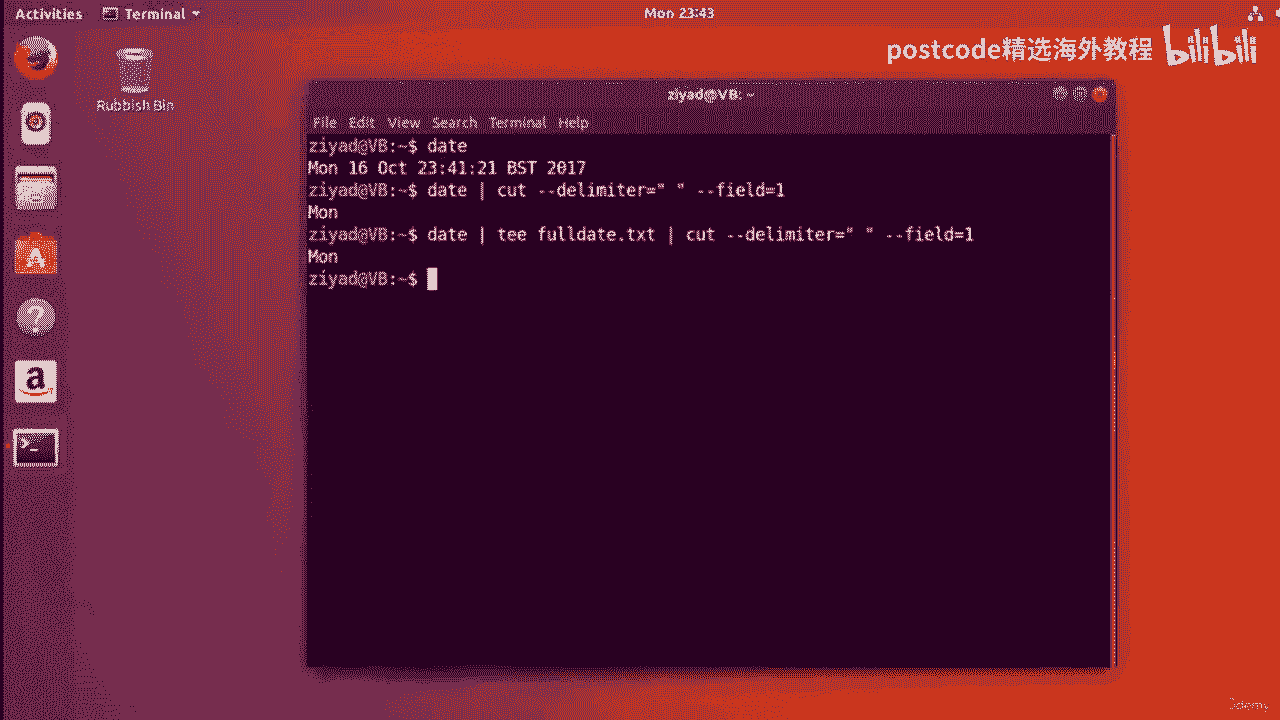 Activities
Terminal
Mon 23:43
postcode精选海外教程 bilibili
Rubbish Bin
ziyad@VB: ~
File Edit View Search Terminal Help
ziyad@VB:~$ date
Mon 16 Oct 23:41:21 BST 2017
ziyad@VB:~$ date | cut --delimiter=" " --field=1
Mon
ziyad@VB:~$ date | tee fulldate.txt | cut --delimiter=" " --field=1
Mon
ziyad@VB:~$
Udemy